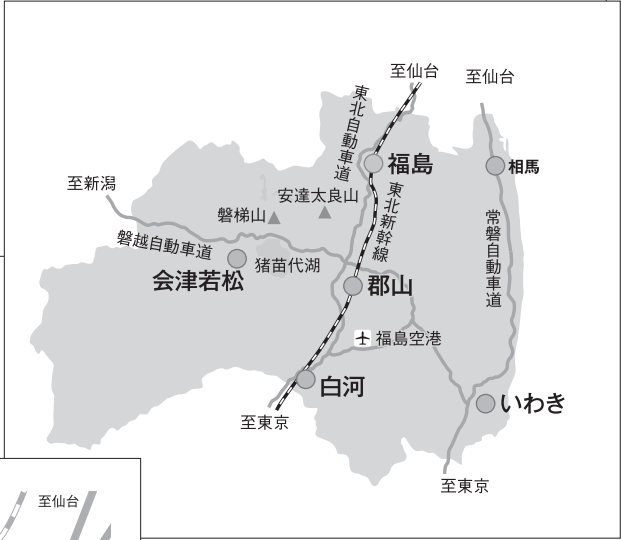 至仙台
至仙台
東北自動車道
福島
相馬
至新潟
安達太良山
磐梯山
東北新幹線
磐越自動車道
常磐自動車道
猪苗代湖
会津若松
郡山
福島空港
白河
いわき
至東京
至東京
至仙台